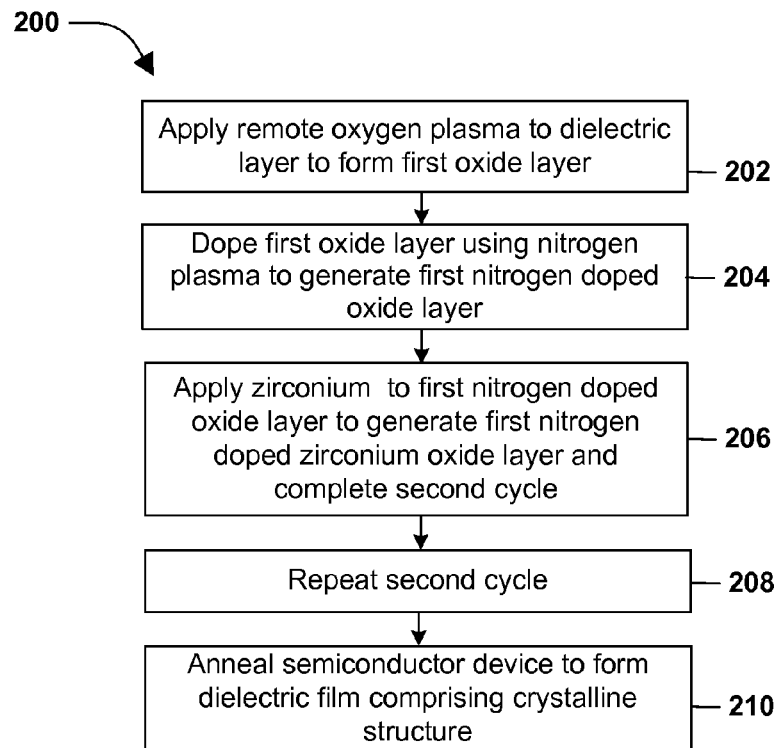 200
Apply remote oxygen plasma to dielectric
layer to form first oxide layer
202
Dope first oxide layer using nitrogen
plasma to generate first nitrogen doped
oxide layer
204
Apply zirconium to first nitrogen doped
oxide layer to generate first nitrogen
doped zirconium oxide layer and
complete second cycle
206
Repeat second cycle
208
Anneal semiconductor device to form
dielectric film comprising crystalline
structure
210